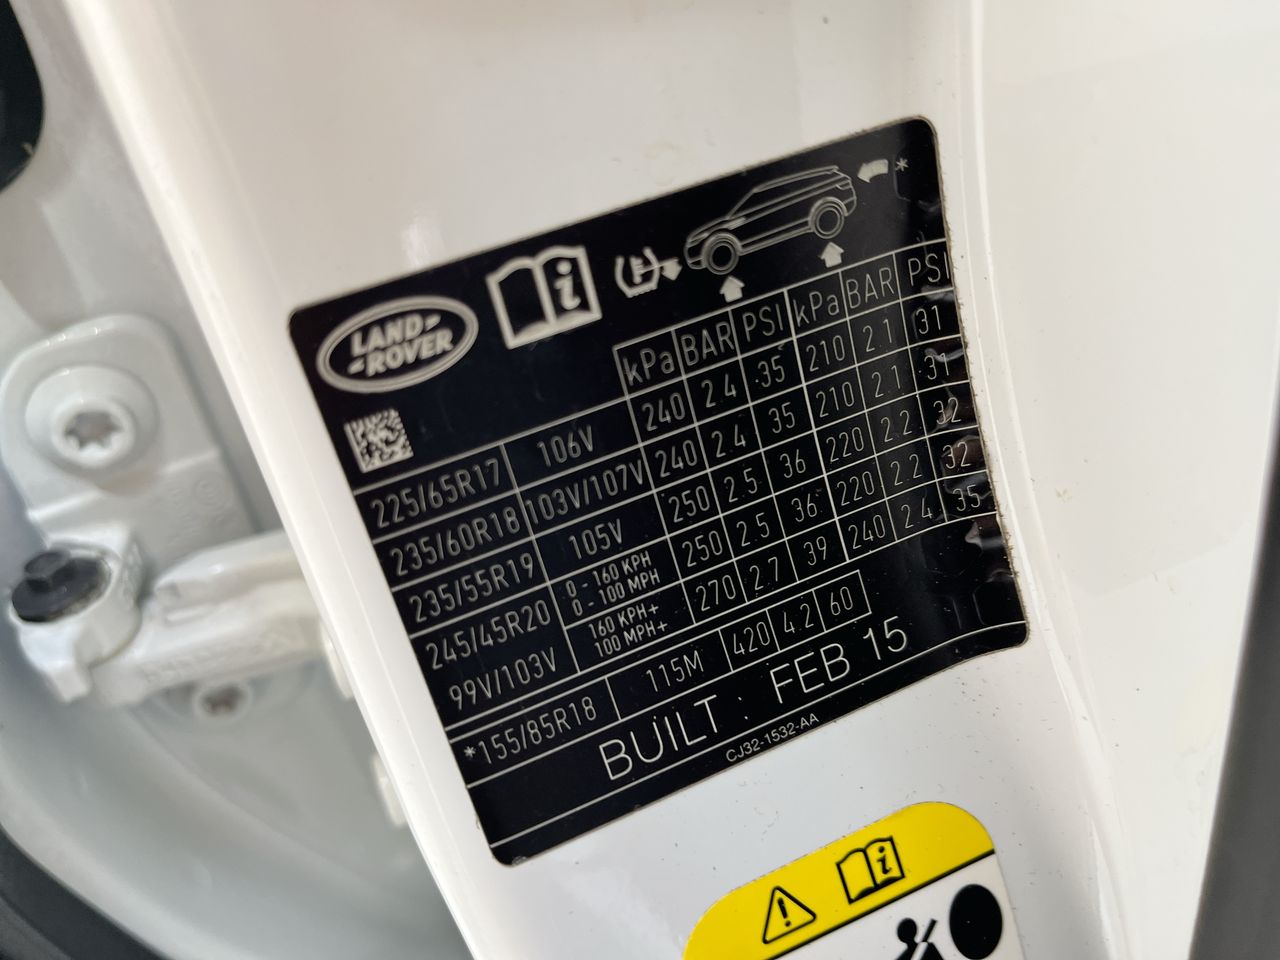 LAND-
-ROVER
*
kPa BAR PSI kPa BAR PSI
225/65R17 106V 240 2.4 35 210 2.1 31
235/60R18 103V/107V 240 2.4 35 210 2.1 31
235/55R19 105V 250 2.5 36 220 2.2 32
245/45R20 0 - 160 KPH 250 2.5 36 220 2.2 32
0 - 100 MPH
99V/103V 160 KPH+ 270 2.7 39 240 2.4 35
100 MPH+
*155/85R18 115M 420 4.2 60
BUILT : FEB 15
CJ32-1532-AA